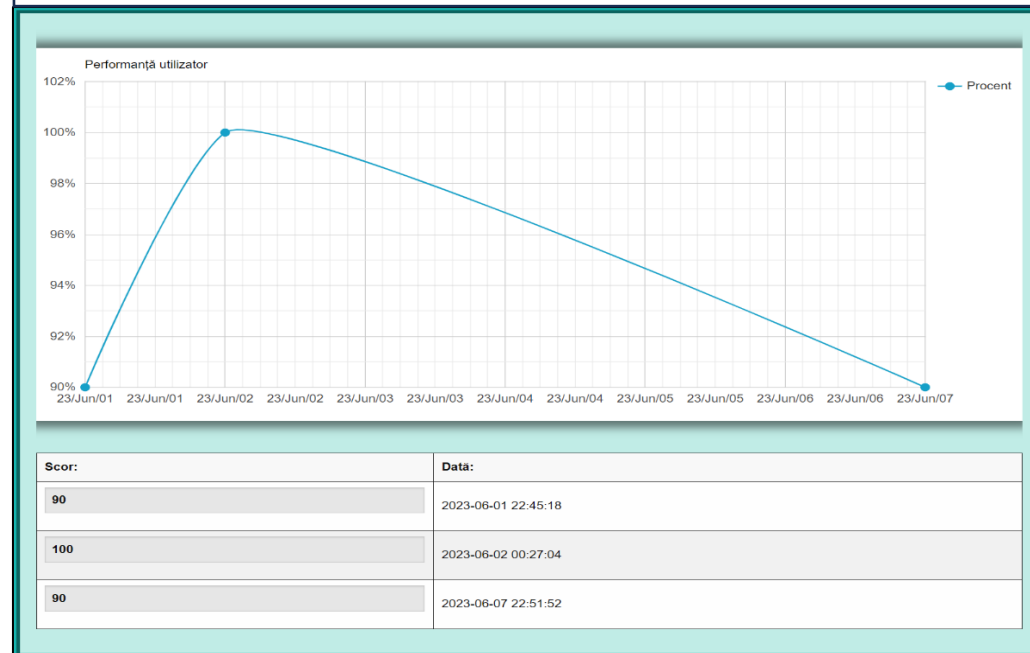 Performanță utilizator
102%
Procent
100%
98%
96%
94%
92%
90%
23/Jun/01 23/Jun/01 23/Jun/02 23/Jun/02 23/Jun/03 23/Jun/03 23/Jun/04 23/Jun/04 23/Jun/05 23/Jun/05 23/Jun/06 23/Jun/06 23/Jun/07
Scor: Dată:
90 2023-06-01 22:45:18
100 2023-06-02 00:27:04
90 2023-06-07 22:51:52